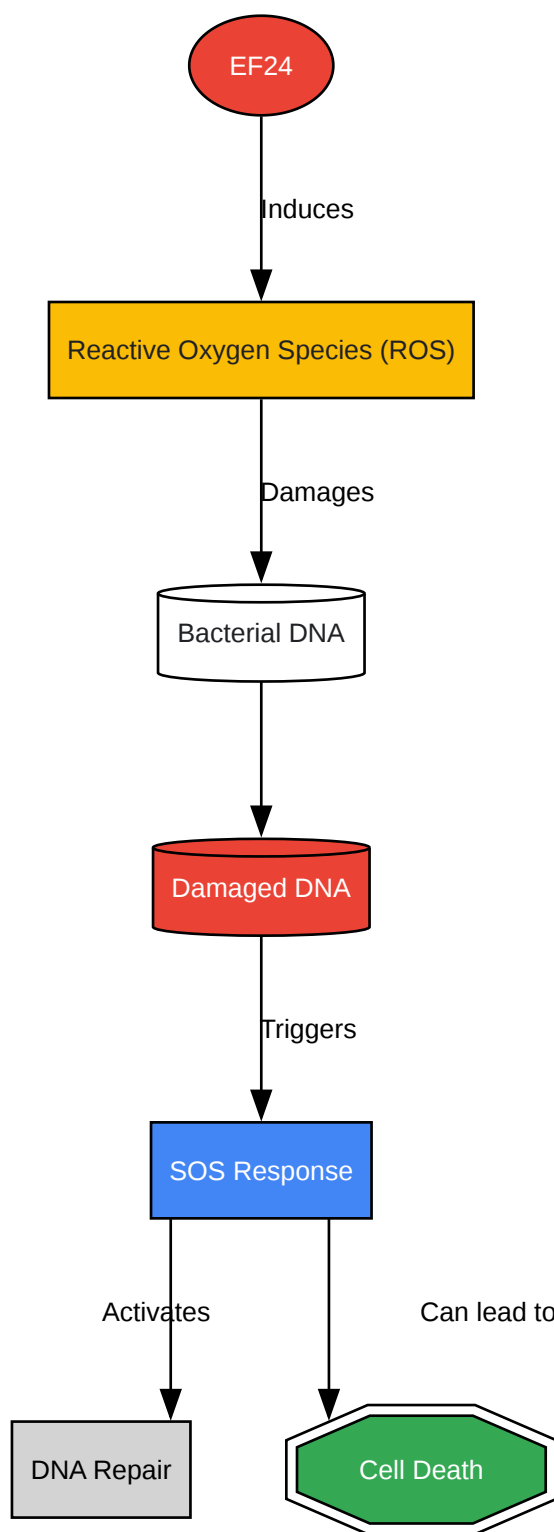 EF24
Induces
Reactive Oxygen Species (ROS)
Damages
Bacterial DNA
Damaged DNA
Triggers
SOS Response
Activates
Can lead to
DNA Repair
Cell Death